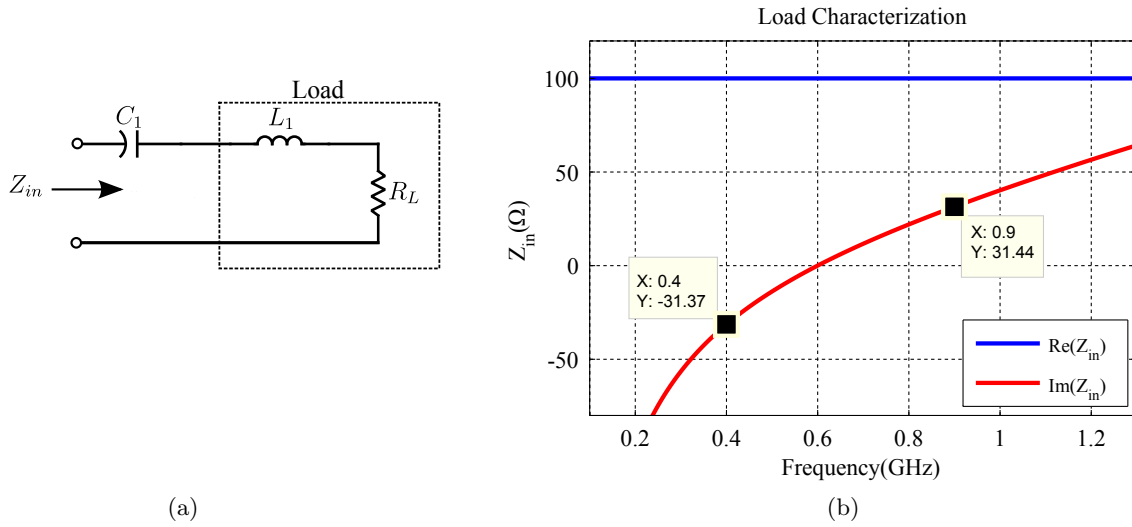 Load
C1
L1
Zin
RL
(a)
Load Characterization
Zin(Ω)
100
50
0
-50
X: 0.4
Y: -31.37
X: 0.9
Y: 31.44
Re(Zin)
Im(Zin)
0.2 0.4 0.6 0.8 1 1.2
Frequency(GHz)
(b)